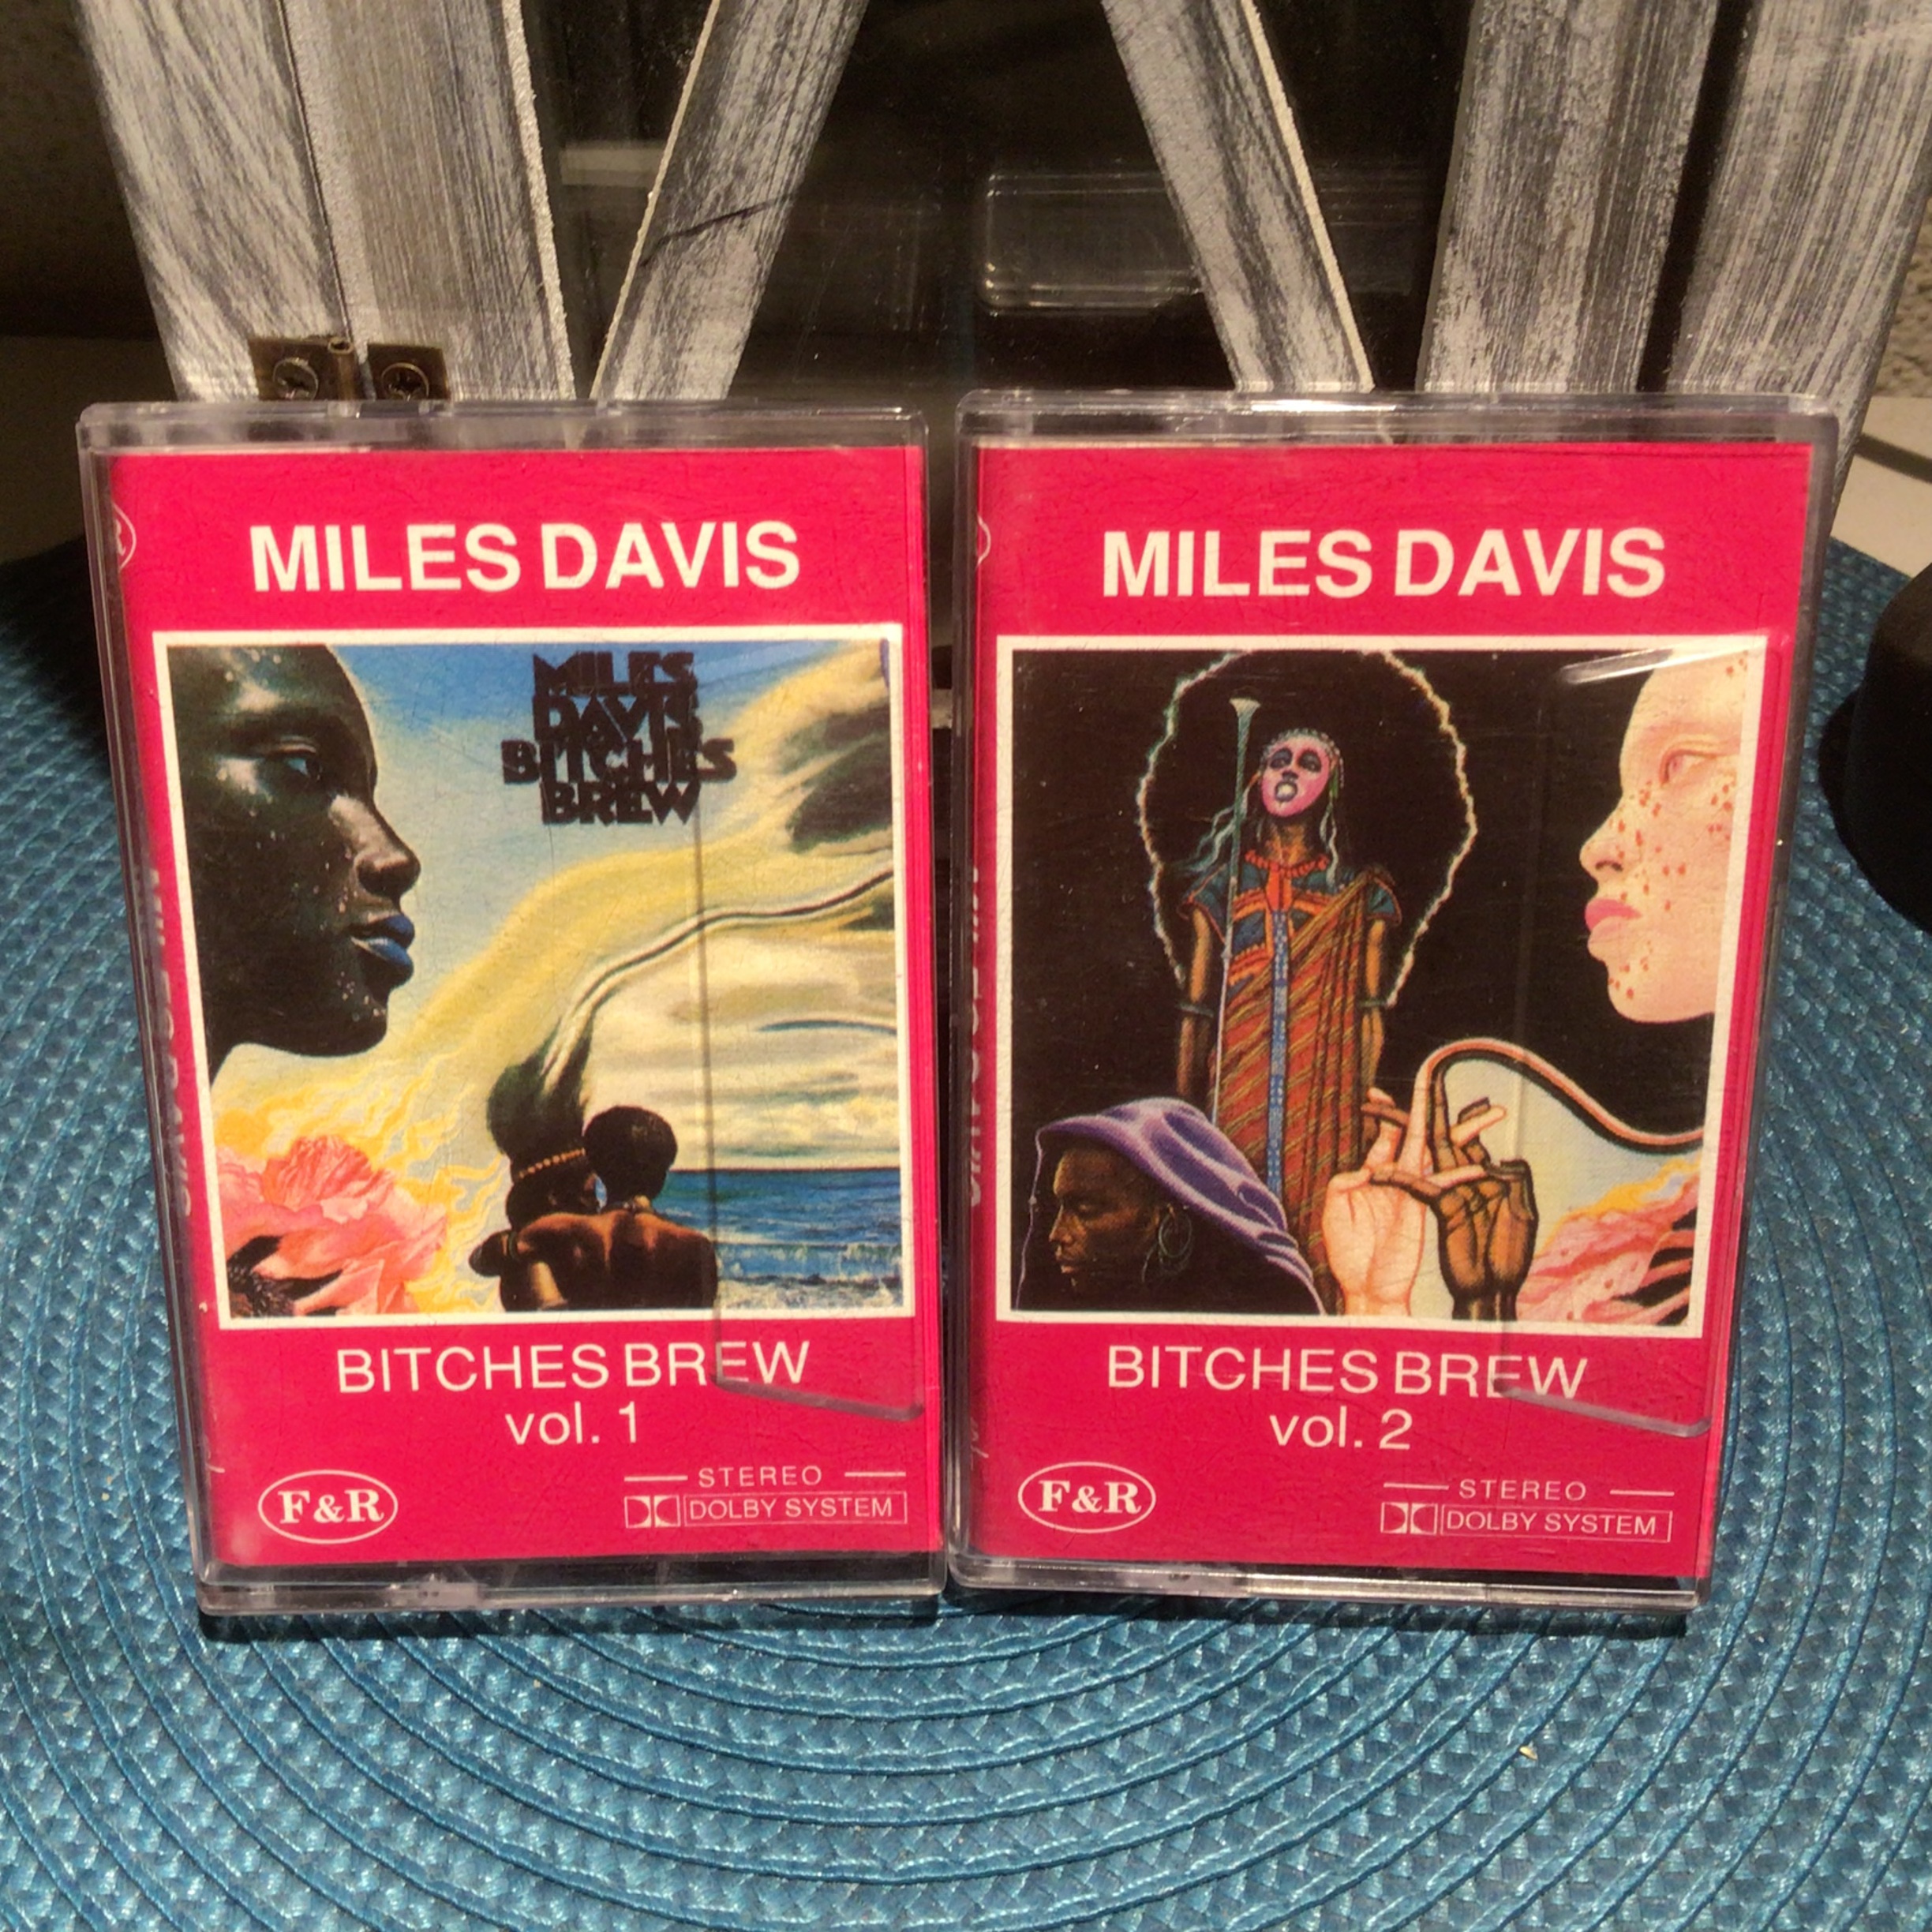 MILES DAVIS
MILES
DAVIS
BITCHES
BREW
BITCHES BREW
vol. 1
F&R
STEREO
DOLBY SYSTEM
MILES DAVIS
BITCHES BREW
vol. 2
F&R
STEREO
DOLBY SYSTEM